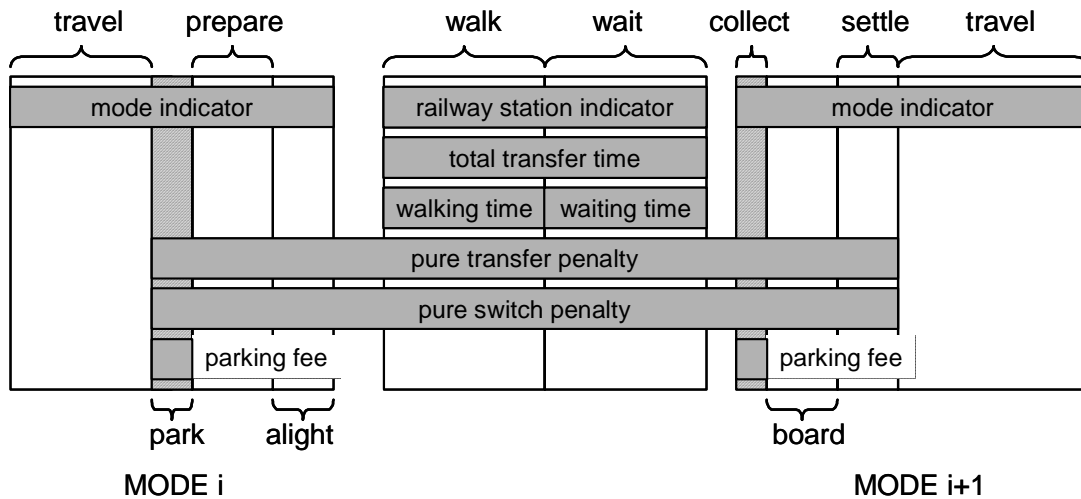 travel prepare walk wait collect settle travel
mode indicator railway station indicator mode indicator
total transfer time
walking time waiting time
pure transfer penalty
pure switch penalty
parking fee parking fee
park alight board
MODE i MODE i+1